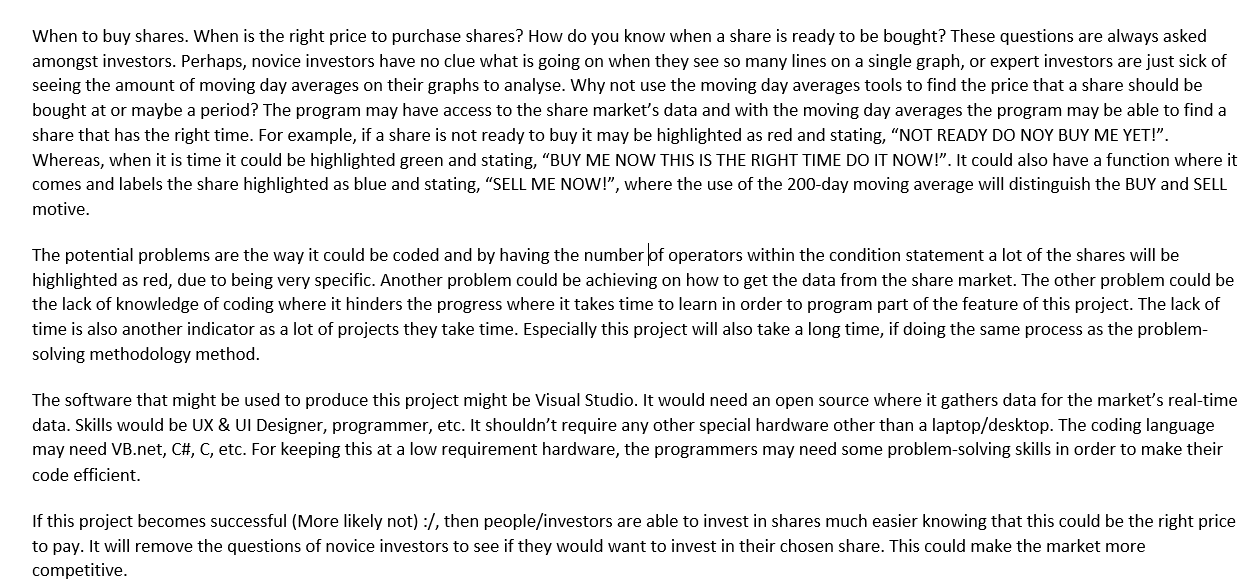 When to buy shares. When is the right price to purchase shares? How do you know when a share is ready to be bought? These questions are always asked
amongst investors. Perhaps, novice investors have no clue what is going on when they see so many lines on a single graph, or expert investors are just sick of
seeing the amount of moving day averages on their graphs to analyse. Why not use the moving day averages tools to find the price that a share should be
bought at or maybe a period? The program may have access to the share market’s data and with the moving day averages the program may be able to find a
share that has the right time. For example, if a share is not ready to buy it may be highlighted as red and stating, “NOT READY DO NOY BUY ME YET!”.
Whereas, when it is time it could be highlighted green and stating, “BUY ME NOW THIS IS THE RIGHT TIME DO IT NOW!”. It could also have a function where it
comes and labels the share highlighted as blue and stating, “SELL ME NOW!”, where the use of the 200-day moving average will distinguish the BUY and SELL
motive.
The potential problems are the way it could be coded and by having the number of operators within the condition statement a lot of the shares will be
highlighted as red, due to being very specific. Another problem could be achieving on how to get the data from the share market. The other problem could be
the lack of knowledge of coding where it hinders the progress where it takes time to learn in order to program part of the feature of this project. The lack of
time is also another indicator as a lot of projects they take time. Especially this project will also take a long time, if doing the same process as the problem-
solving methodology method.
The software that might be used to produce this project might be Visual Studio. It would need an open source where it gathers data for the market’s real-time
data. Skills would be UX & UI Designer, programmer, etc. It shouldn’t require any other special hardware other than a laptop/desktop. The coding language
may need VB.net, C#, C, etc. For keeping this at a low requirement hardware, the programmers may need some problem-solving skills in order to make their
code efficient.
If this project becomes successful (More likely not) :/, then people/investors are able to invest in shares much easier knowing that this could be the right price
to pay. It will remove the questions of novice investors to see if they would want to invest in their chosen share. This could make the market more
competitive.